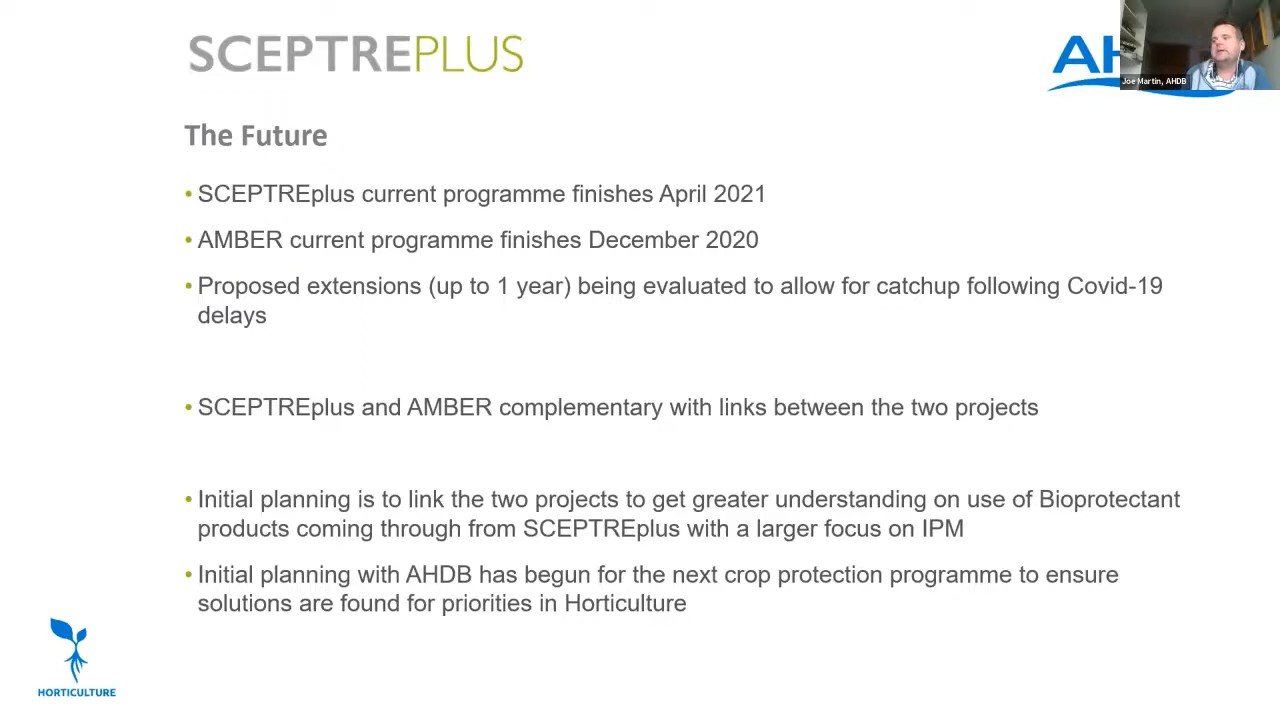 SCEPTREPLUS
AH
Joe Martin, AHDB
The Future
• SCEPTREplus current programme finishes April 2021
• AMBER current programme finishes December 2020
• Proposed extensions (up to 1 year) being evaluated to allow for catchup following Covid-19
delays
• SCEPTREplus and AMBER complementary with links between the two projects
• Initial planning is to link the two projects to get greater understanding on use of Bioprotectant
products coming through from SCEPTREplus with a larger focus on IPM
• Initial planning with AHDB has begun for the next crop protection programme to ensure
solutions are found for priorities in Horticulture
HORTICULTURE